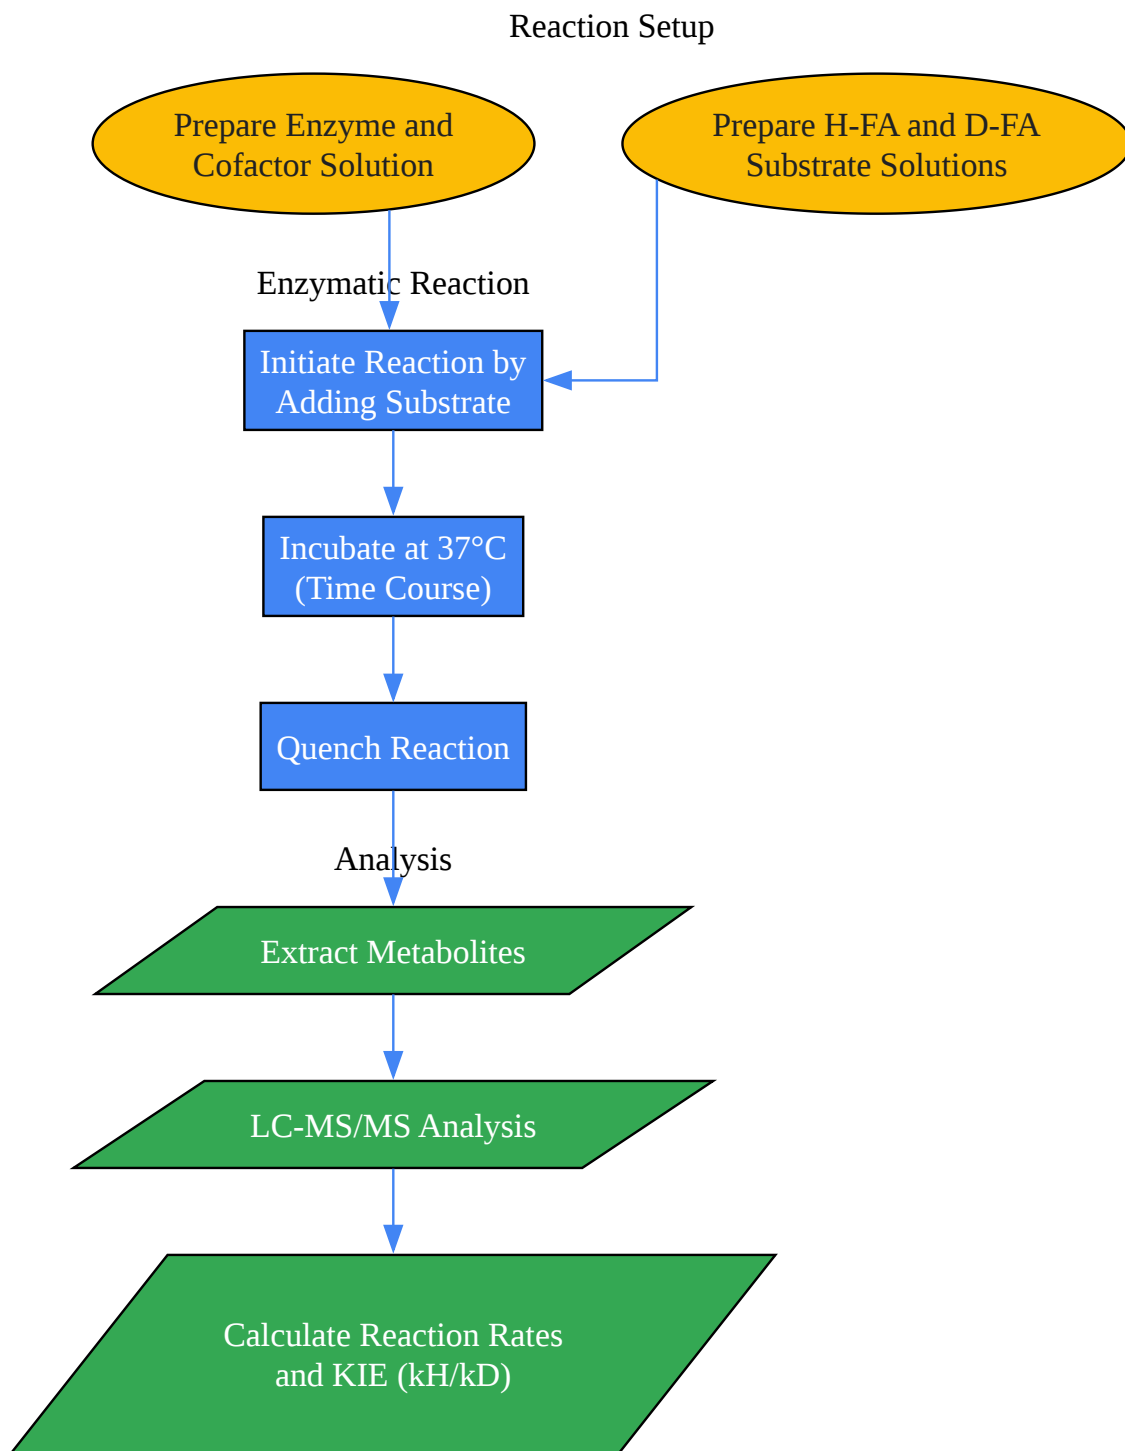 Reaction Setup
Prepare Enzyme and
Cofactor Solution
Prepare H-FA and D-FA
Substrate Solutions
Enzymatic Reaction
Initiate Reaction by
Adding Substrate
Incubate at 37°C
(Time Course)
Quench Reaction
Analysis
Extract Metabolites
LC-MS/MS Analysis
Calculate Reaction Rates
and KIE (kH/kD)